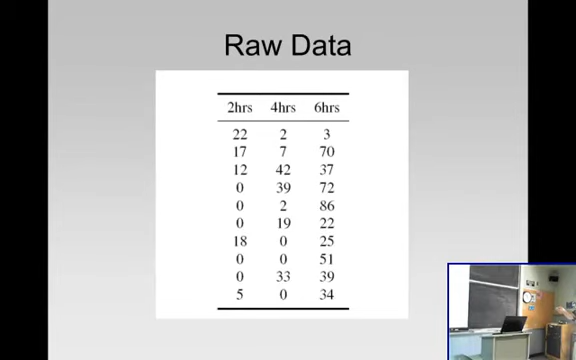 Raw Data
2hrs 4hrs 6hrs
22 2 3
17 7 70
12 42 37
0 39 72
0 2 86
0 19 22
18 0 25
0 0 51
0 33 39
5 0 34